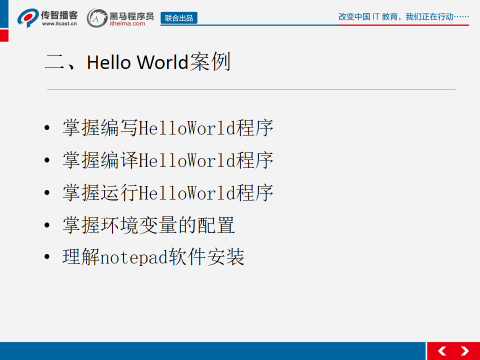 传智播客
www.itcast.cn
黑马程序员
itheima.com
联合出品
改变中国 IT 教育，我们正在行动……
二、Hello World案例
• 掌握编写HelloWorld程序
• 掌握编译HelloWorld程序
• 掌握运行HelloWorld程序
• 掌握环境变量的配置
• 理解notepad软件安装